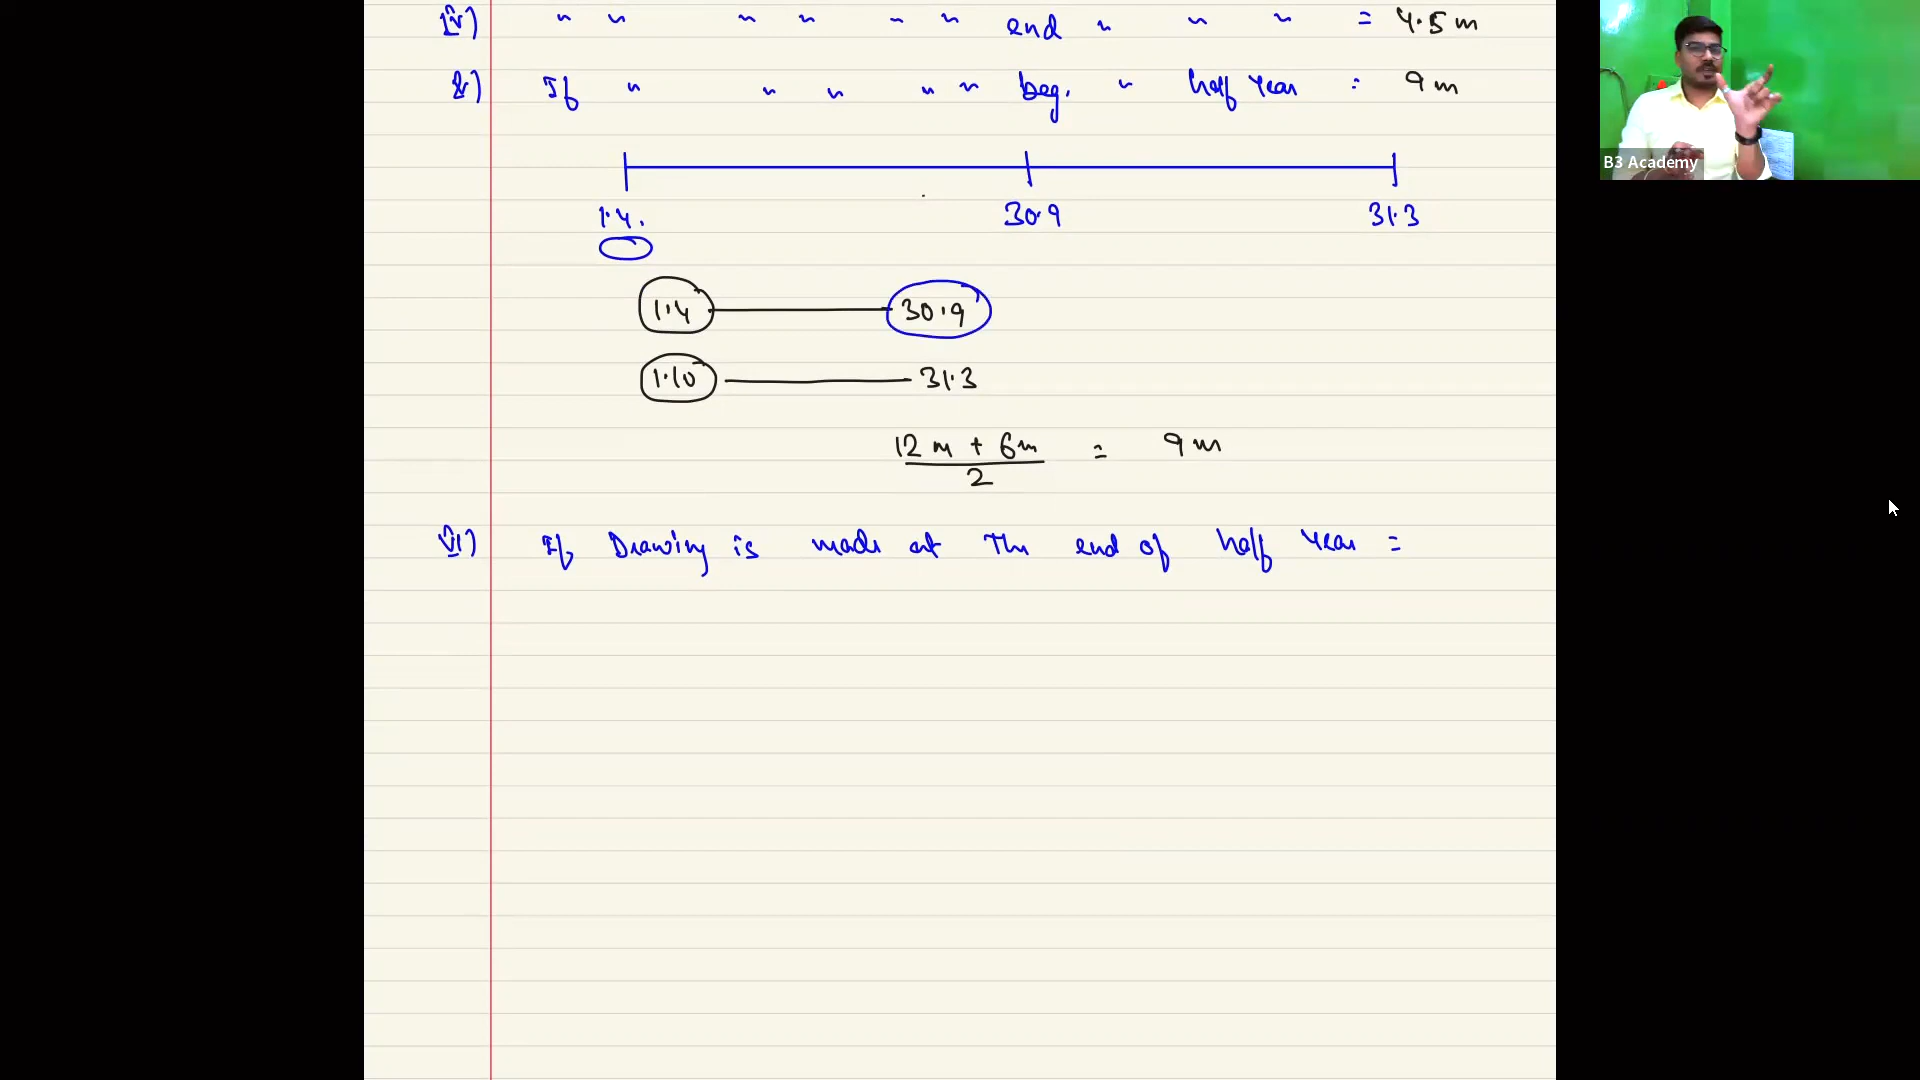 iv) " " " " " " end " " " = 4.5 m
v) If " " " " " beg. " half Year : 9 m
B3 Academy
1.4. 30.9 31.3
1.4 30.9
1.10 31.3
12 m + 6m = 9 m
2
vi) If Drawing is made at the end of half Year =